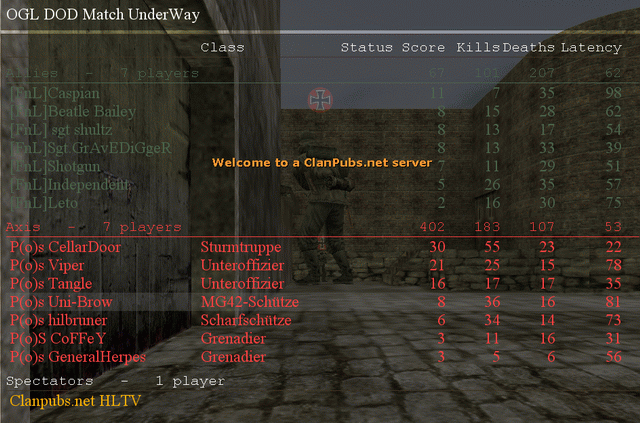 OGL DOD Match UnderWay
Class Status Score Kills Deaths Latency
Allies - 7 players 67 101 207 62
[FnL]Caspian 11 7 35 98
[FnL]Beatle Bailey 8 15 28 62
[FnL] sgt shultz 8 13 17 54
[FnL]Sgt GrAvEDiGgeR 8 13 33 39
[FnL]Shotgun 7 11 29 51
[FnL]Independent 5 26 35 57
[FnL]Leto 2 16 30 75
Welcome to a ClanPubs.net server
Axis 7 players 402 183 107 53
P(o)s CellarDoor Sturmtruppe 30 55 23 22
P(o)s Viper Unteroffizier 21 25 15 78
P(o)s Tangle Unteroffizier 16 17 17 35
P(o)s Uni-Brow MG42-Schütze 8 36 16 81
P(o)s hilbruner Scharfschütze 6 34 14 73
P(o)S CoFFeY Grenadier 3 11 16 31
P(o)s GeneralHerpes Grenadier 3 5 6 56
Spectators - 1 player
Clanpubs.net HLTV